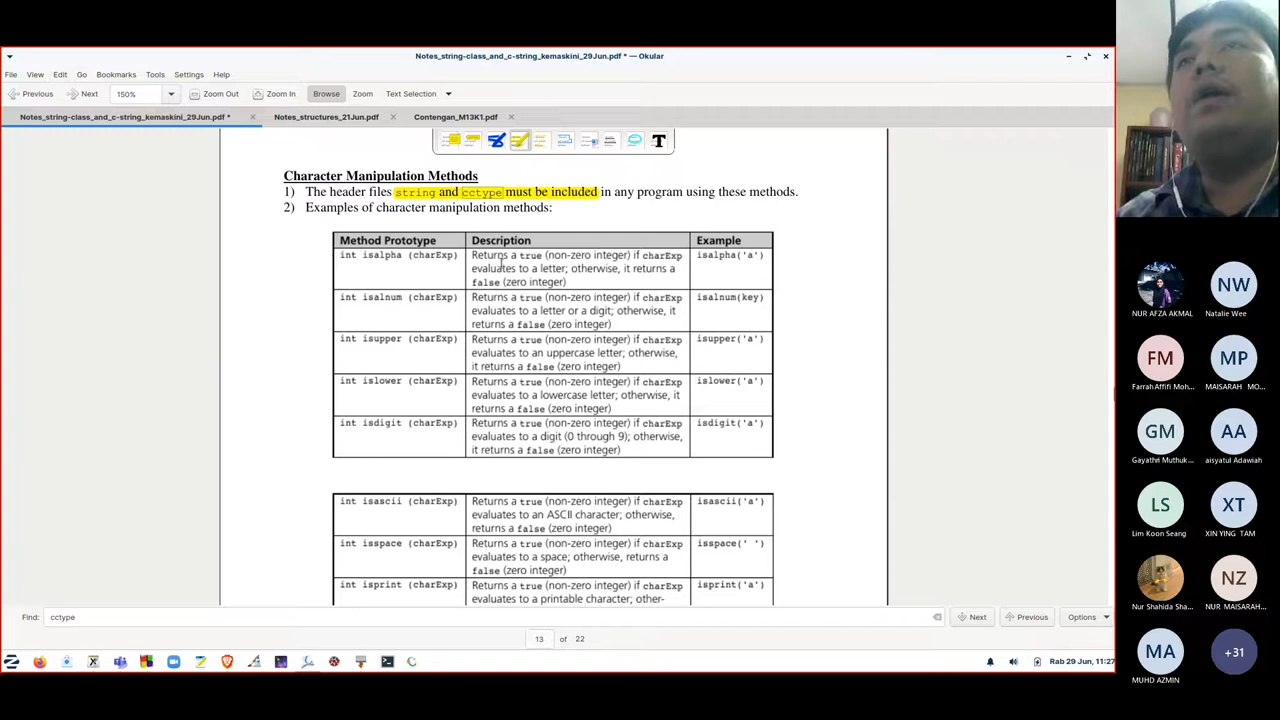 Notes_string-class_and_c-string_kemaskini_29Jun.pdf * — Okular
File View Edit Go Bookmarks Tools Settings Help
Previous Next 150% Zoom Out Zoom In Browse Zoom Text Selection
Notes_string-class_and_c-string_kemaskini_29Jun.pdf * Notes_structures_21Jun.pdf Contengan_M13K1.pdf
Character Manipulation Methods
1) The header files string and cctype must be included in any program using these methods.
2) Examples of character manipulation methods:
Method Prototype Description Example
int isalpha (charExp) Returns a true (non-zero integer) if charExp isalpha('a')
evaluates to a letter; otherwise, it returns a
false (zero integer)
int isalnum (charExp) Returns a true (non-zero integer) if charExp isalnum(key)
evaluates to a letter or a digit; otherwise, it
returns a false (zero integer)
int isupper (charExp) Returns a true (non-zero integer) if charExp isupper('a')
evaluates to an uppercase letter; otherwise,
it returns a false (zero integer)
int islower (charExp) Returns a true (non-zero integer) if charExp islower('a')
evaluates to a lowercase letter; otherwise, it
returns a false (zero integer)
int isdigit (charExp) Returns a true (non-zero integer) if charExp isdigit('a')
evaluates to a digit (0 through 9); otherwise,
it returns a false (zero integer)
int isascii (charExp) Returns a true (non-zero integer) if charExp isascii('a')
evaluates to an ASCII character; otherwise,
returns a false (zero integer)
int isspace (charExp) Returns a true (non-zero integer) if charExp isspace(' ')
evaluates to a space; otherwise, returns a
false (zero integer)
int isprint (charExp) Returns a true (non-zero integer) if charExp isprint('a')
evaluates to a printable character; other-
Find: cctype Next Previous Options
13 of 22
Rab 29 Jun, 11:27
NW
NUR AFZA AKMAL Natalie Wee
FM MP
Farrah Affifi Moh... MAISARAH MO...
GM AA
Gayathri Muthuk... aisyatul Adawiah
LS XT
Lim Koon Seang XIN YING TAM
NZ
Nur Shahida Sha... NUR MAISARAH...
MA +31
MUHD AZMIN